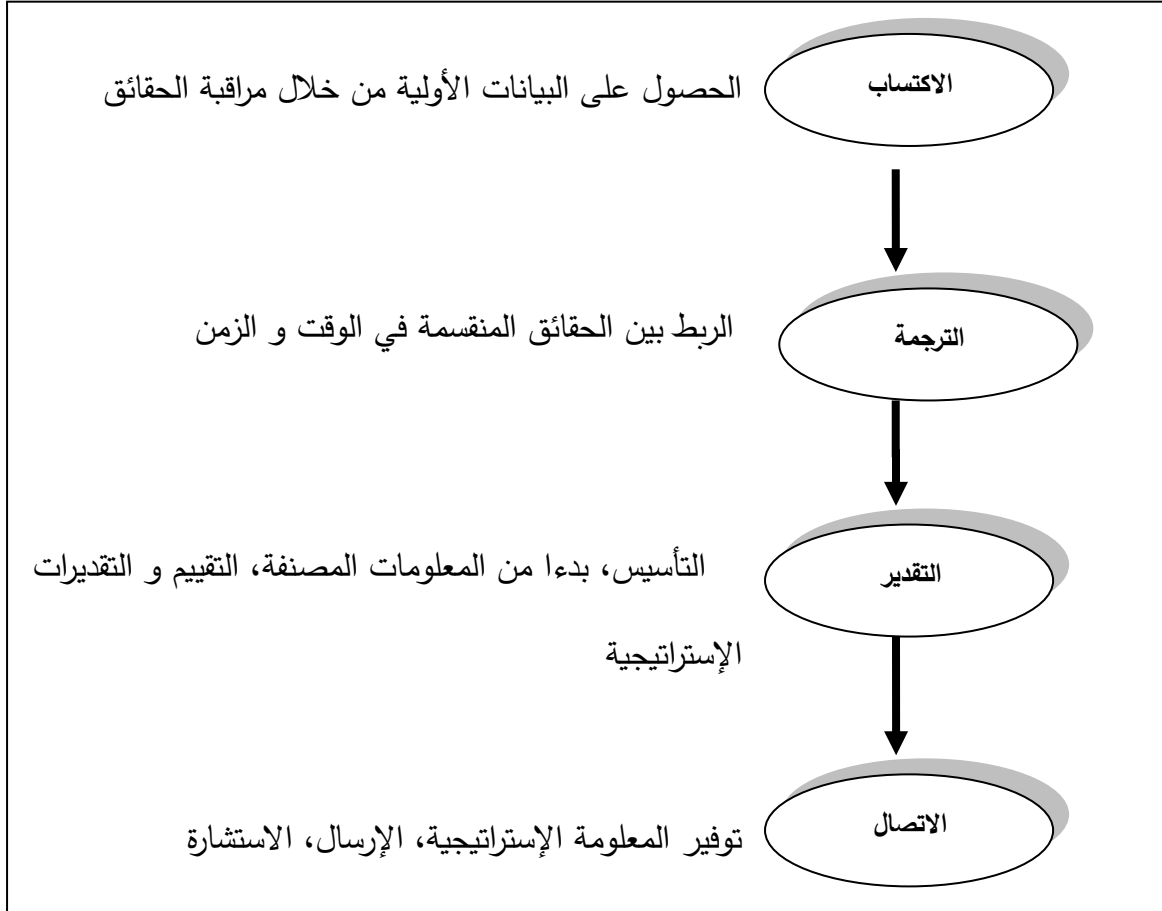 الاكتساب
الحصول على البيانات الأولية من خلال مراقبة الحقائق
الترجمة
الربط بين الحقائق المنقسمة في الوقت و الزمن
التقدير
التأسيس، بدءا من المعلومات المصنفة، التقييم و التقديرات
الإستراتيجية
الاتصال
توفير المعلومة الإستراتيجية، الإرسال، الاستشارة